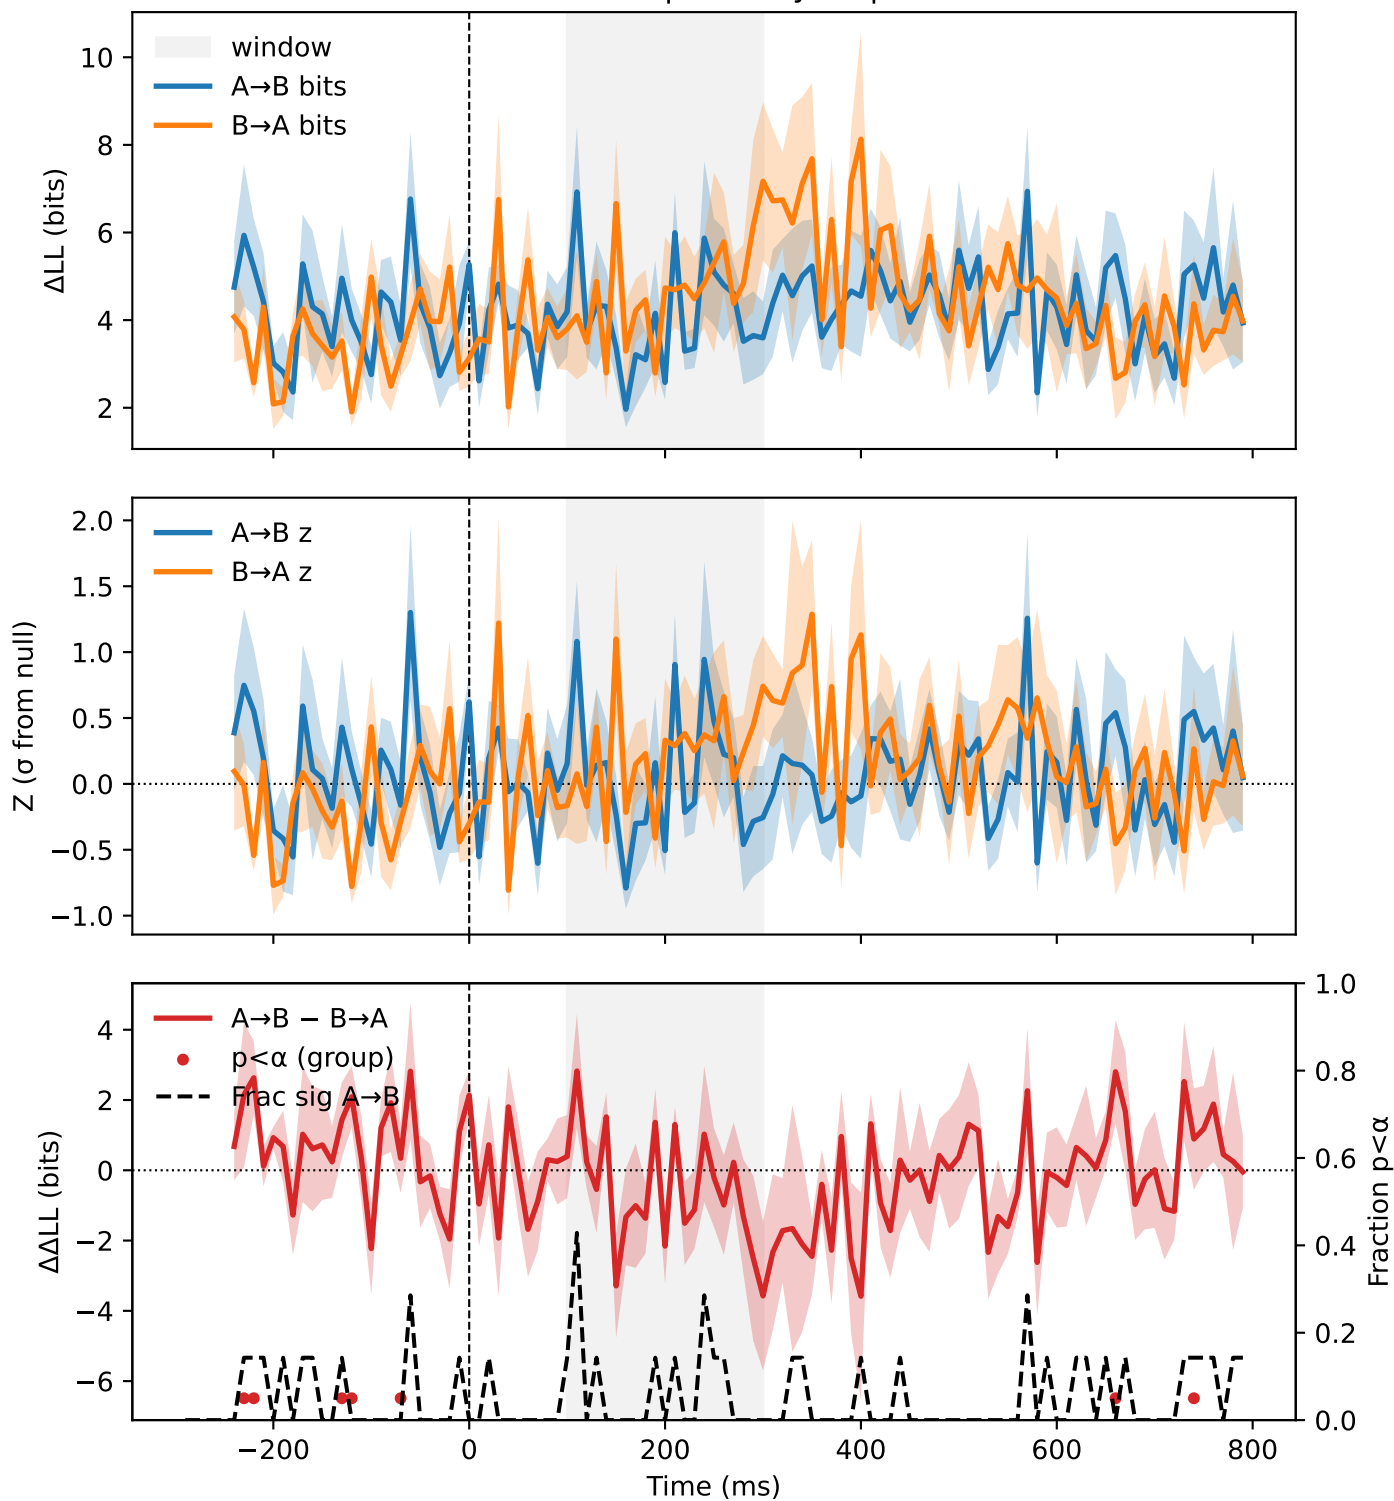 10
8
6
4
2
ΔLL (bits)
window
A→B bits
B→A bits
2.0
1.5
1.0
0.5
0.0
−0.5
−1.0
Z (σ from null)
A→B z
B→A z
4
2
0
−2
−4
−6
ΔΔLL (bits)
A→B − B→A
p<α (group)
Frac sig A→B
1.0
0.8
0.6
0.4
0.2
0.0
Fraction p<α
−200
0
200
400
600
800
Time (ms)